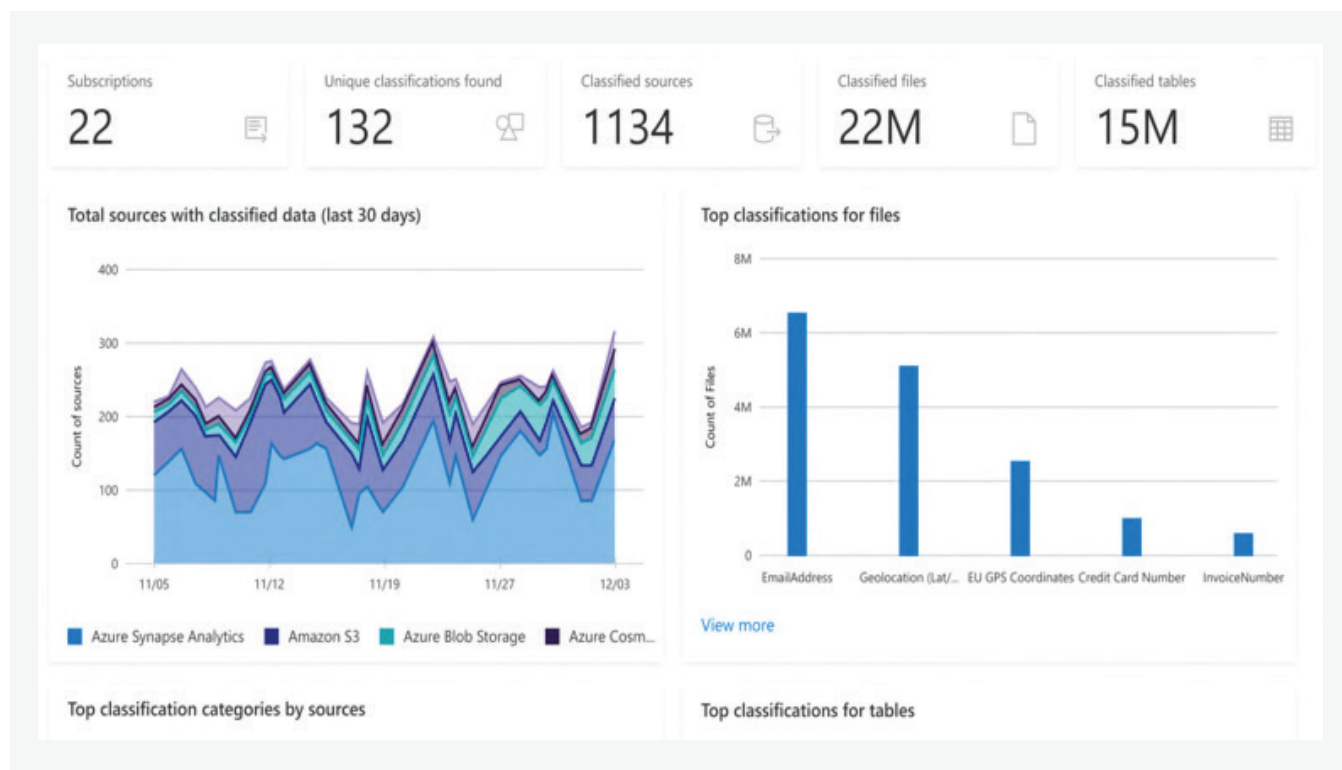 Subscriptions
22
Unique classifications found
132
Classified sources
1134
Classified files
22M
Classified tables
15M
Total sources with classified data (last 30 days)
Count of sources
400
300
200
100
0
11/05 11/12 11/19 11/27 12/03
Azure Synapse Analytics Amazon S3 Azure Blob Storage Azure Cosm...
Top classifications for files
Count of Files
8M
6M
4M
2M
0
EmailAddress Geolocation (Lat/... EU GPS Coordinates Credit Card Number InvoiceNumber
View more
Top classification categories by sources
Top classifications for tables